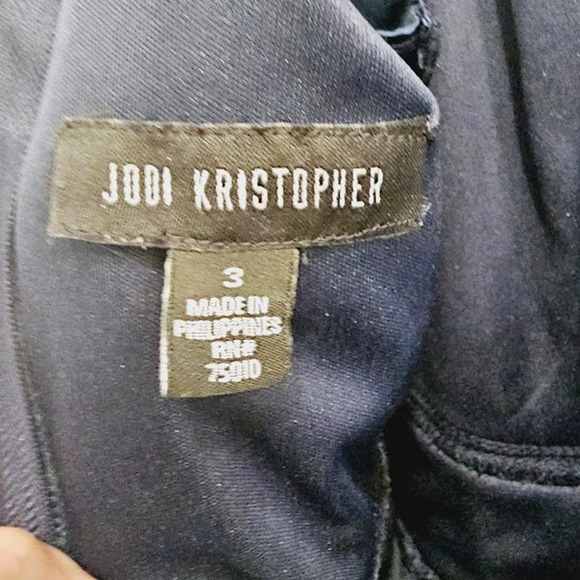 JODI KRISTOPHER
3
MADE IN
PHILIPPINES
RN#
75010